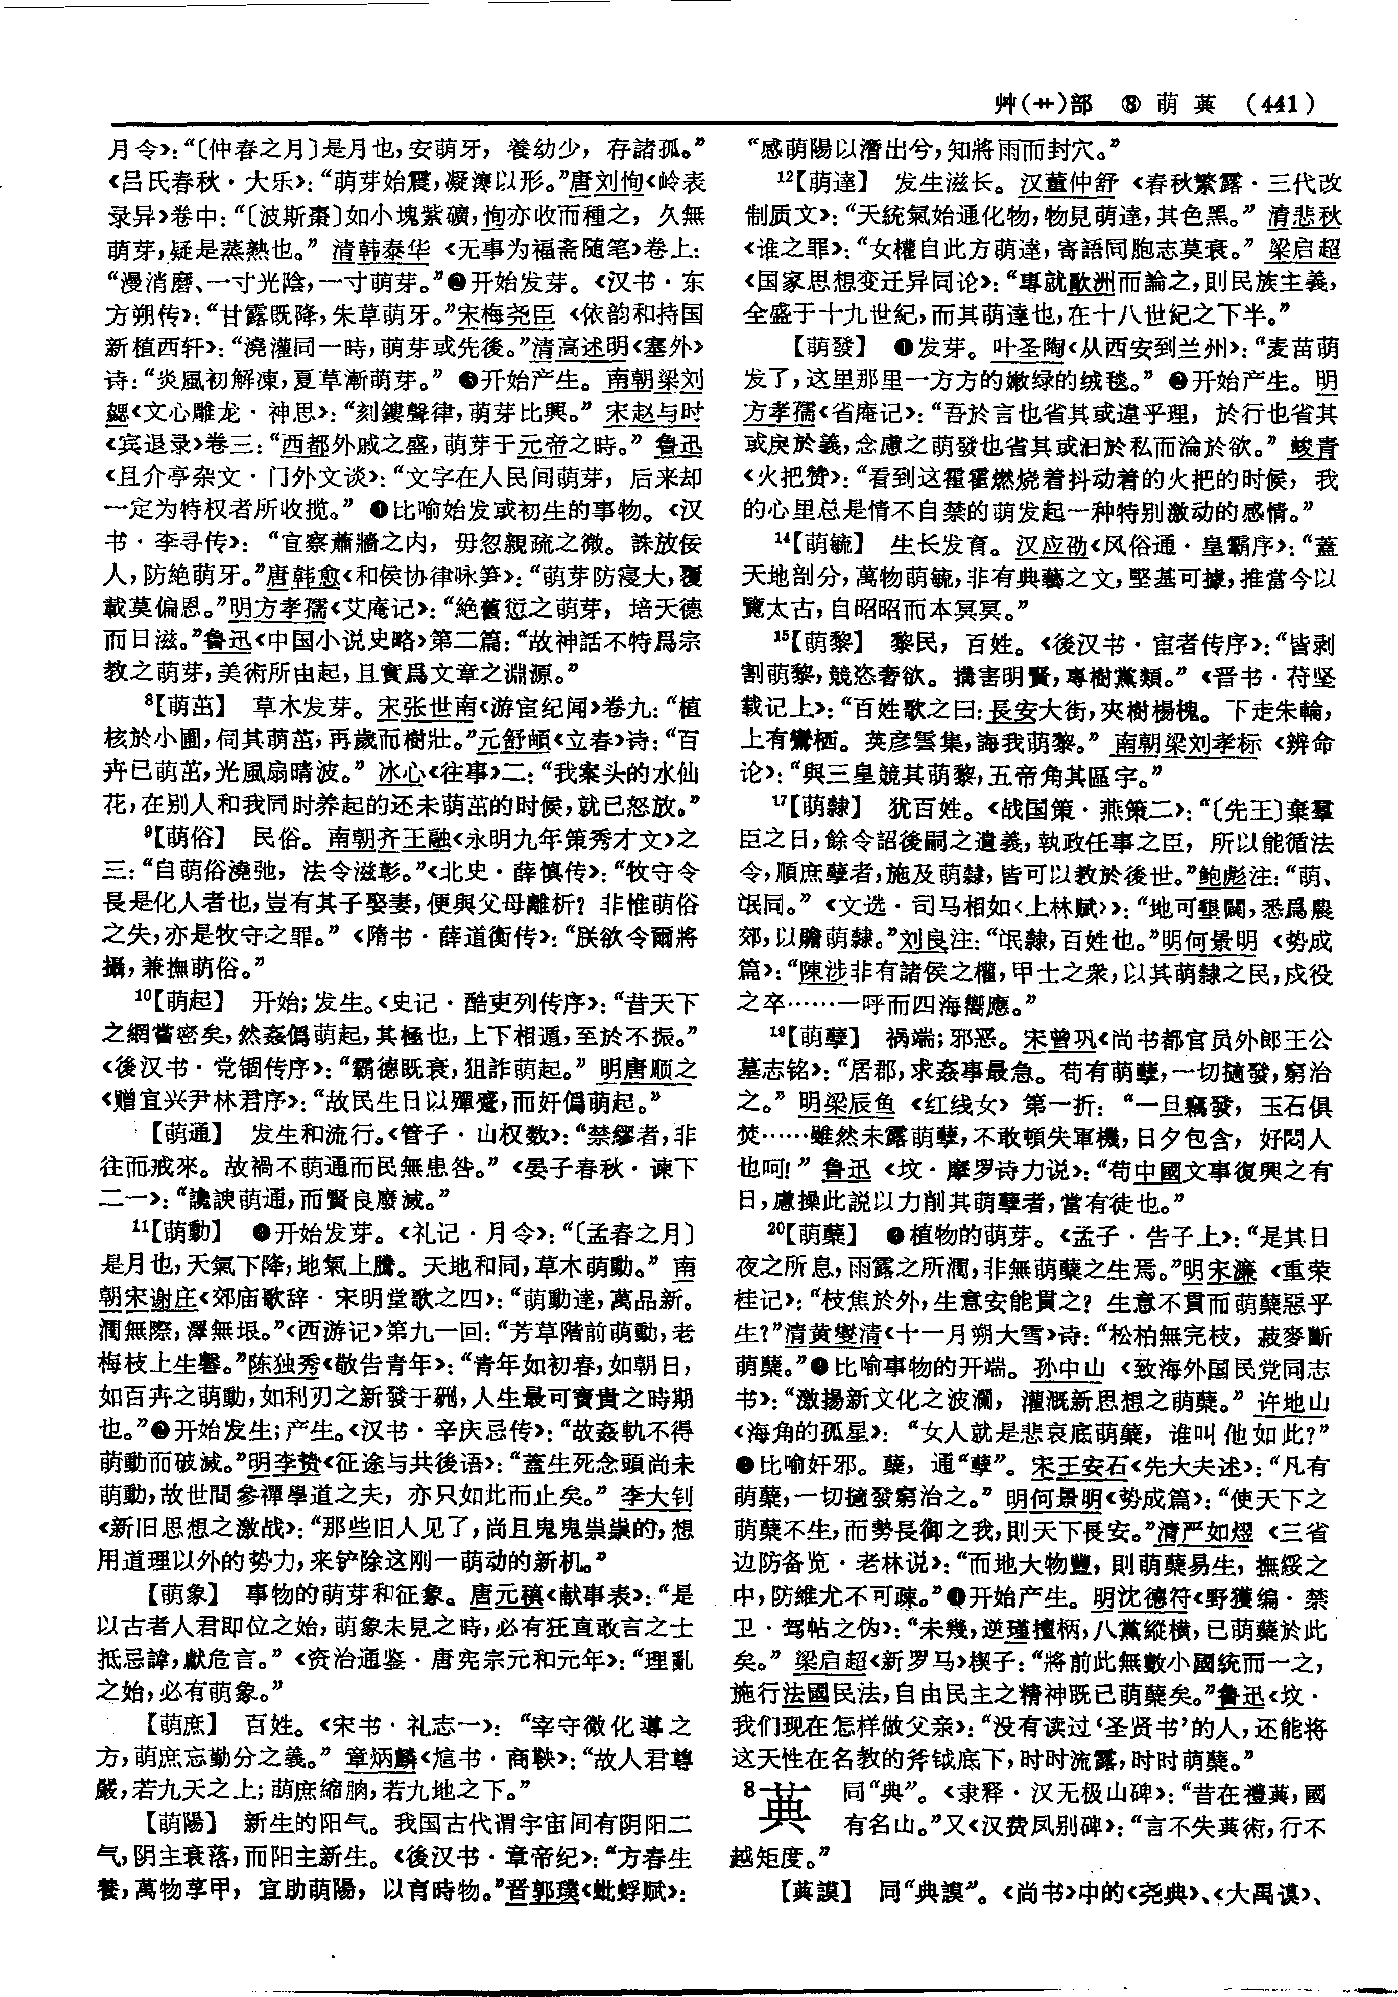 艸(艹)部 ⑧ 萌 萁 (441)
月令》：“〔仲春之月〕是月也，安萌牙，養幼少，存諸孤。”
《吕氏春秋·大乐》：“萌芽始震，凝寒以形。”唐刘恂《岭表
录异》卷中：“〔波斯棗〕如小塊紫礦，恂亦收而種之，久無
萌芽，疑是蒸熱也。”清韩泰华《无事为福斋随笔》卷上：
“漫消磨、一寸光陰，一寸萌芽。”❷开始发芽。《汉书·东
方朔传》：“甘露既降，朱草萌牙。”宋梅尧臣《依韵和持国
新植西轩》：“澆灌同一時，萌芽或先後。”清高述明《塞外》
诗：“炎風初解凍，夏草漸萌芽。”❸开始产生。南朝梁刘
勰《文心雕龙·神思》：“刻鏤聲律，萌芽比興。”宋赵与时
《宾退录》卷三：“西都外戚之盛，萌芽于元帝之時。”鲁迅
《且介亭杂文·门外文谈》：“文字在人民间萌芽，后来却
一定为特权者所收揽。”❹比喻始发或初生的事物。《汉
书·李寻传》：“宜察蕭牆之内，毋忽親疏之微。誅放佞
人，防絶萌牙。”唐韩愈《和侯协律咏笋》：“萌芽防寖大，覆
載莫偏恩。”明方孝孺《艾庵记》：“絶舊愆之萌芽，培天德
而日滋。”鲁迅《中国小说史略》第二篇：“故神話不特爲宗
教之萌芽，美術所由起，且實爲文章之淵源。”
8【萌茁】 草木发芽。宋张世南《游宦纪闻》卷九：“植
核於小圃，伺其萌茁，再歲而樹壯。”元舒頔《立春》诗：“百
卉已萌茁，光風扇晴波。”冰心《往事》二：“我案头的水仙
花，在别人和我同时养起的还未萌茁的时候，就已怒放。”
9【萌俗】 民俗。南朝齐王融《永明九年策秀才文》之
三：“自萌俗澆弛，法令滋彰。”《北史·薛慎传》：“牧守令
長是化人者也，豈有其子娶妻，便與父母離析？非惟萌俗
之失，亦是牧守之罪。”《隋书·薛道衡传》：“朕欲令爾將
攝，兼撫萌俗。”
10【萌起】 开始；发生。《史记·酷吏列传序》：“昔天下
之網嘗密矣，然姦僞萌起，其極也，上下相遁，至於不振。”
《後汉书·党锢传序》：“霸德既衰，狙詐萌起。”明唐顺之
《赠宜兴尹林君序》：“故民生日以殫蹙，而奸僞萌起。”
【萌通】 发生和流行。《管子·山权数》：“禁繆者，非
往而戒來。故禍不萌通而民無患咎。”《晏子春秋·谏下
二一》：“讒諛萌通，而賢良廢滅。”
11【萌動】 ❶开始发芽。《礼记·月令》：“〔孟春之月〕
是月也，天氣下降，地氣上騰。天地和同，草木萌動。”南
朝宋谢庄《郊庙歌辞·宋明堂歌之四》：“萌動達，萬品新。
潤無際，澤無垠。”《西游记》第九一回：“芳草階前萌動，老
梅枝上生馨。”陈独秀《敬告青年》：“青年如初春，如朝日，
如百卉之萌動，如利刃之新發于硎，人生最可寶貴之時期
也。”❷开始发生；产生。《汉书·辛庆忌传》：“故姦軌不得
萌動而破滅。”明李贽《征途与共後语》：“蓋生死念頭尚未
萌動，故世間參禪學道之夫，亦只如此而止矣。”李大钊
《新旧思想之激战》：“那些旧人见了，尚且鬼鬼祟祟的，想
用道理以外的势力，来铲除这刚一萌动的新机。”
【萌象】 事物的萌芽和征象。唐元稹《献事表》：“是
以古者人君即位之始，萌象未見之時，必有狂直敢言之士
抵忌諱，獻危言。”《资治通鉴·唐宪宗元和元年》：“理亂
之始，必有萌象。”
【萌庶】 百姓。《宋书·礼志一》：“宰守微化導之
方，萌庶忘勤分之義。”章炳麟《訄书·商鞅》：“故人君尊
嚴，若九天之上；萌庶縮朒，若九地之下。”
【萌陽】 新生的阳气。我国古代谓宇宙间有阴阳二
气，阴主衰落，而阳主新生。《後汉书·章帝纪》：“方春生
養，萬物孚甲，宜助萌陽，以育時物。”晋郭璞《蚍蜉赋》：
“感萌陽以潛出兮，知將雨而封穴。”
12【萌達】 发生滋长。汉董仲舒《春秋繁露·三代改
制质文》：“天統氣始通化物，物見萌達，其色黑。”清悲秋
《谁之罪》：“女權自此方萌達，寄語同胞志莫衰。”梁启超
《国家思想变迁异同论》：“專就歐洲而論之，則民族主義，
全盛于十九世紀，而其萌達也，在十八世紀之下半。”
【萌發】 ❶发芽。叶圣陶《从西安到兰州》：“麦苗萌
发了，这里那里一方方的嫩绿的绒毯。”❷开始产生。明
方孝孺《省庵记》：“吾於言也省其或違乎理，於行也省其
或戾於義，念慮之萌發也省其或汩於私而淪於欲。”峻青
《火把赞》：“看到这霍霍燃烧着抖动着的火把的时候，我
的心里总是情不自禁的萌发起一种特别激动的感情。”
14【萌毓】 生长发育。汉应劭《风俗通·皇霸序》：“蓋
天地剖分，萬物萌毓，非有典藝之文，堅基可據，推當今以
覽太古，自昭昭而本冥冥。”
15【萌黎】 黎民，百姓。《後汉书·宦者传序》：“皆剥
割萌黎，競恣奢欲。搆害明賢，專樹黨類。”《晋书·苻坚
载记上》：“百姓歌之曰：長安大街，夾樹楊槐。下走朱輪，
上有鸞栖。英彦雲集，誨我萌黎。”南朝梁刘孝标《辨命
论》：“與三皇競其萌黎，五帝角其區宇。”
17【萌隸】 犹百姓。《战国策·燕策二》：“〔先王〕棄羣
臣之日，餘令詔後嗣之遺義，執政任事之臣，所以能循法
令，順庶孽者，施及萌隸，皆可以教於後世。”鲍彪注：“萌、
氓同。”《文选·司马相如〈上林赋〉》：“地可墾闢，悉爲農
郊，以贍萌隸。”刘良注：“氓隸，百姓也。”明何景明《势成
篇》：“陳涉非有諸侯之權，甲士之衆，以其萌隸之民，戍役
之卒……一呼而四海嚮應。”
19【萌孽】 祸端；邪恶。宋曾巩《尚书都官员外郎王公
墓志铭》：“居郡，求姦事最急。苟有萌孽，一切擿發，窮治
之。”明梁辰鱼《红线女》第一折：“一旦竊發，玉石俱
焚……雖然未露萌孽，不敢頓失軍機，日夕包含，好悶人
也呵！”鲁迅《坟·摩罗诗力说》：“苟中國文事復興之有
日，慮操此説以力削其萌孽者，當有徒也。”
20【萌蘖】 ❶植物的萌芽。《孟子·告子上》：“是其日
夜之所息，雨露之所潤，非無萌蘖之生焉。”明宋濂《重荣
桂记》：“枝焦於外，生意安能貫之？生意不貫而萌蘖惡乎
生？”清黄燮清《十一月朔大雪》诗：“松柏無完枝，菽麥斷
萌蘖。”❷比喻事物的开端。孙中山《致海外国民党同志
书》：“激揚新文化之波瀾，灌溉新思想之萌蘖。”许地山
《海角的孤星》：“女人就是悲哀底萌蘖，谁叫他如此？”
❸比喻奸邪。蘖，通“孽”。宋王安石《先大夫述》：“凡有
萌蘖，一切擿發窮治之。”明何景明《势成篇》：“使天下之
萌蘖不生，而勢長御之我，則天下長安。”清严如熤《三省
边防备览·老林说》：“而地大物豐，則萌蘖易生，撫綏之
中，防維尤不可疎。”❹开始产生。明沈德符《野獲编·禁
卫·驾帖之伪》：“未幾，逆瑾擅柄，八黨縱横，已萌蘖於此
矣。”梁启超《新罗马》楔子：“將前此無數小國統而一之，
施行法國民法，自由民主之精神既已萌蘖矣。”鲁迅《坟·
我们现在怎样做父亲》：“没有读过‘圣贤书’的人，还能将
这天性在名教的斧钺底下，时时流露，时时萌蘖。”
8萁 同“典”。《隶释·汉无极山碑》：“昔在禮萁，國
有名山。”又《汉费凤别碑》：“言不失萁術，行不
越矩度。”
【萁謨】 同“典謨”。《尚书》中的《尧典》、《大禹谟》、